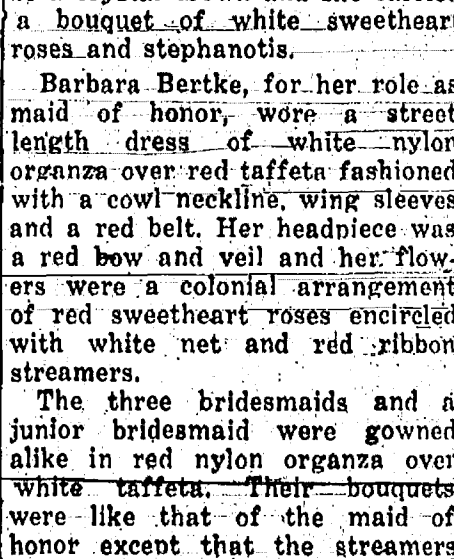 a bouquet of white sweetheart
roses and stephanotis.
Barbara Bertke, for her role as
maid of honor, wore a street
length dress of white nylon
organza over red taffeta fashioned
with a cowl neckline, wing sleeves
and a red belt. Her headpiece was
a red bow and veil and her flow-
ers were a colonial arrangement
of red sweetheart roses encircled
with white net and red ribbon
streamers.
The three bridesmaids and a
junior bridesmaid were gowned
alike in red nylon organza over
white taffeta. Their bouquets
were like that of the maid of
honor except that the streamers